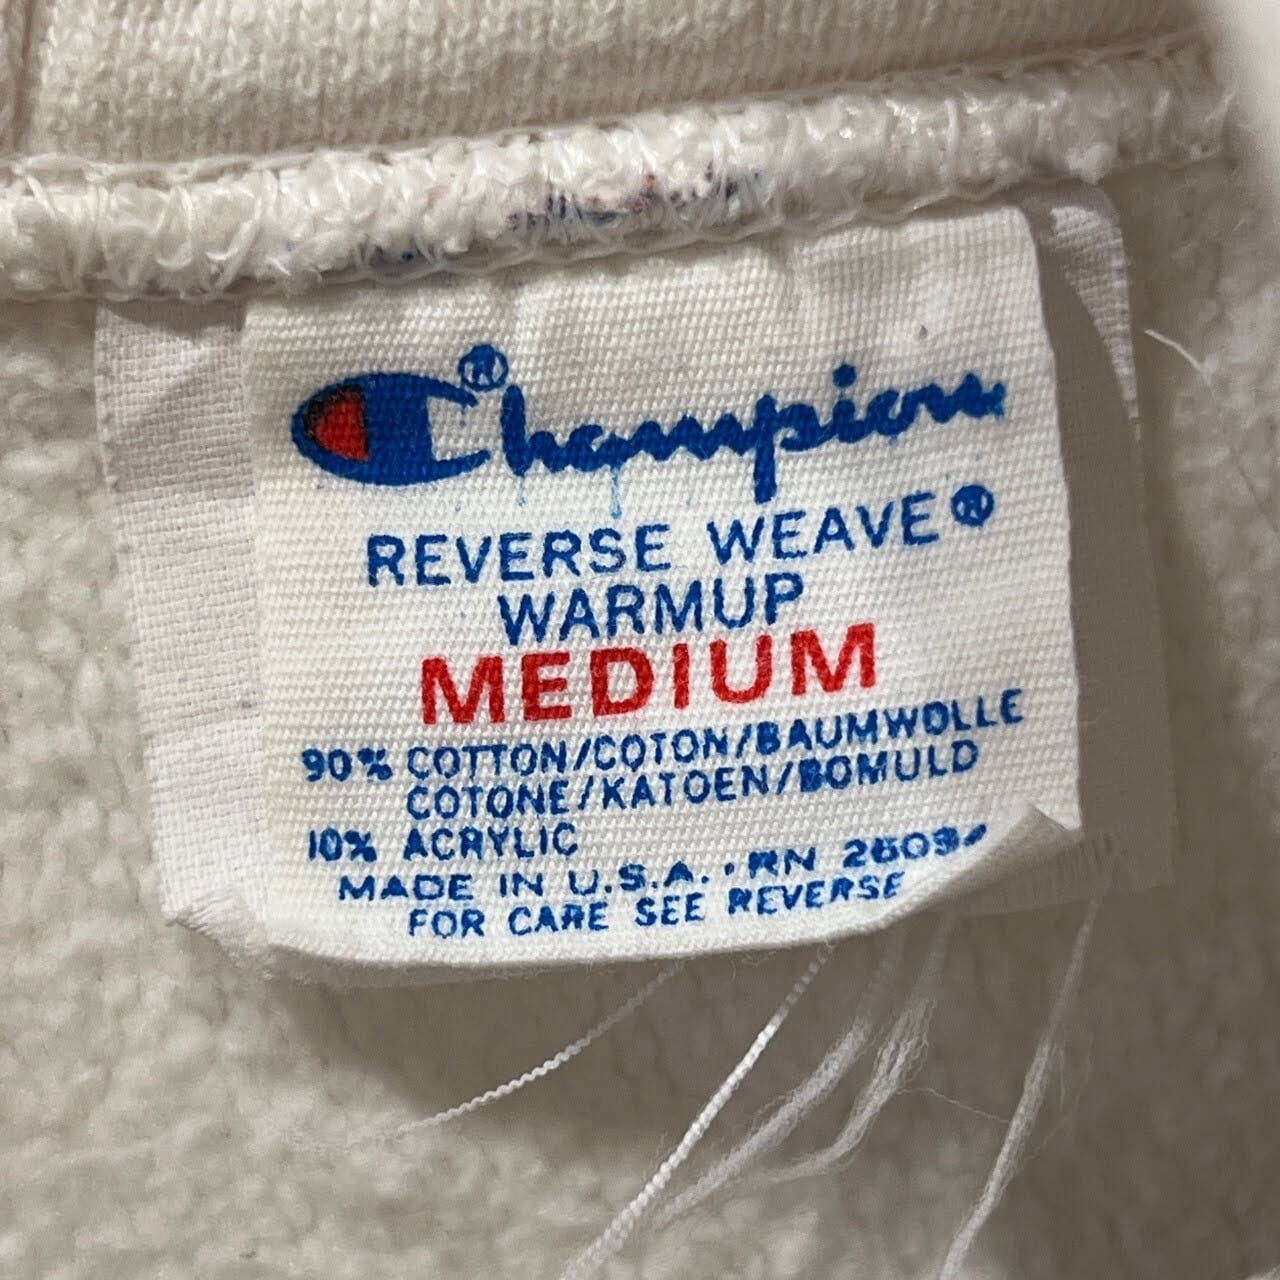 Champion®
REVERSE WEAVE®
WARMUP
MEDIUM
90% COTTON/COTON/BAUMWOLLE
COTONE/KATOEN/BOMULD
10% ACRYLIC
MADE IN U.S.A. • RN
FOR CARE SEE REVERSE